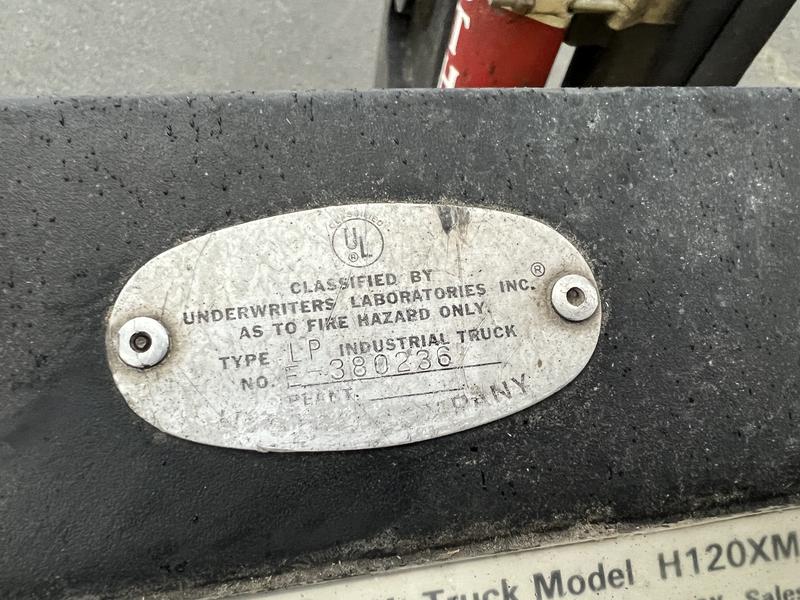 CLASSIFIED
UL
®
CLASSIFIED BY
UNDERWRITERS LABORATORIES INC.®
AS TO FIRE HAZARD ONLY.
TYPE LP INDUSTRIAL TRUCK
NO. E-380236
PLANT
Truck Model H120XM